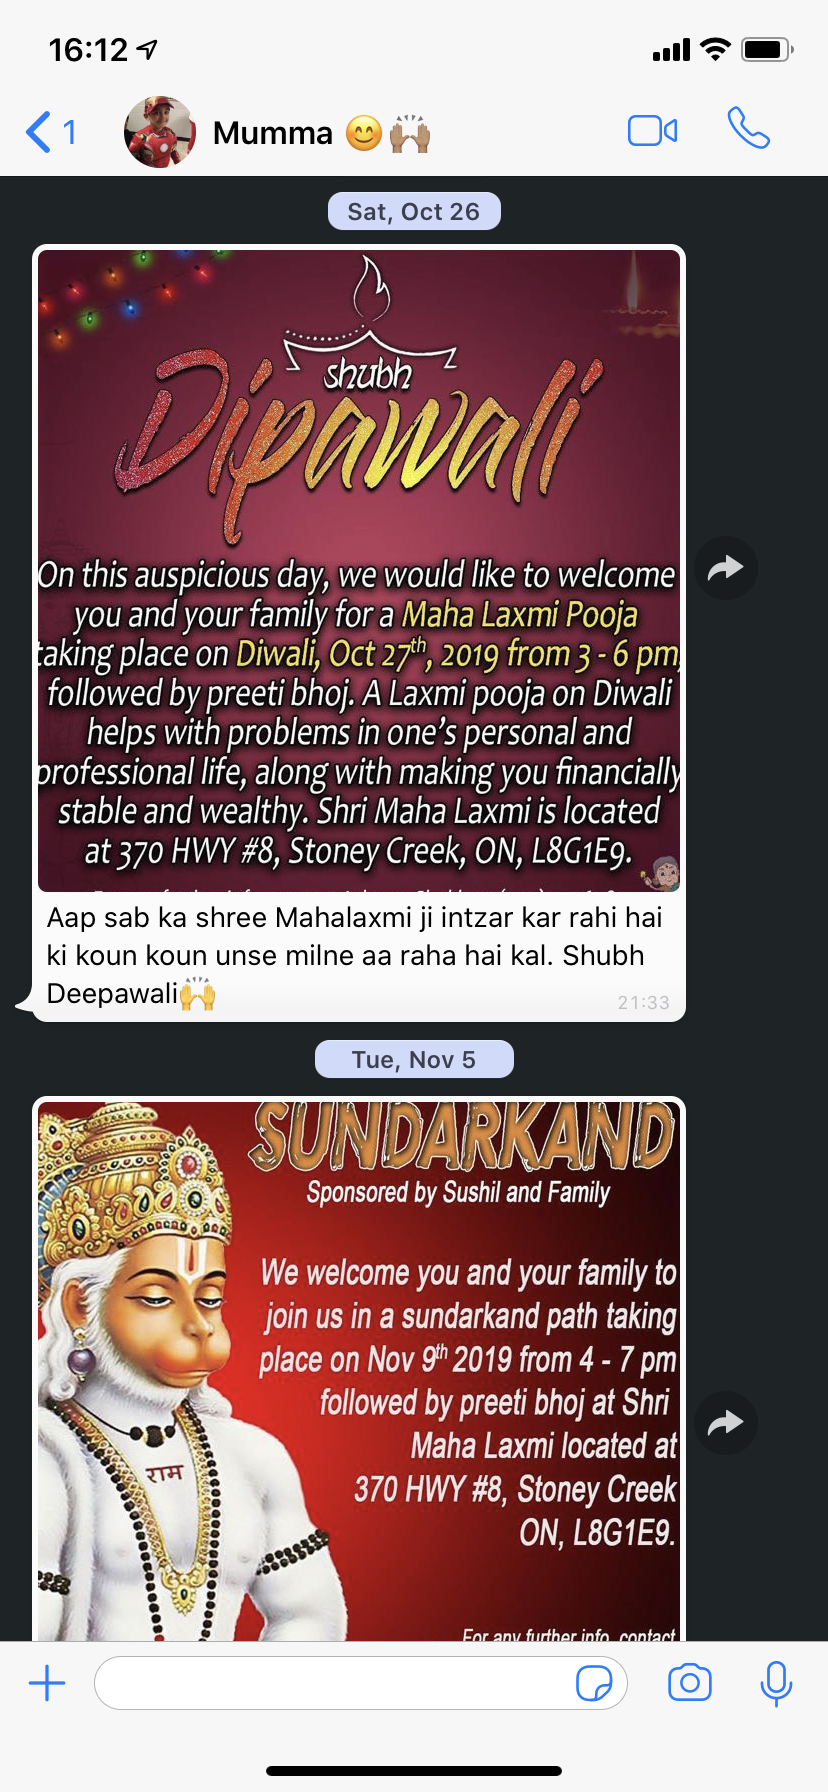 16:12
1
Mumma 😊🙌🏽
Sat, Oct 26
shubh
Dipawali
On this auspicious day, we would like to welcome
you and your family for a Maha Laxmi Pooja
taking place on Diwali, Oct 27th, 2019 from 3 - 6 pm,
followed by preeti bhoj. A Laxmi pooja on Diwali
helps with problems in one's personal and
professional life, along with making you financially
stable and wealthy. Shri Maha Laxmi is located
at 370 HWY #8, Stoney Creek, ON, L8G1E9.
Aap sab ka shree Mahalaxmi ji intzar kar rahi hai
ki koun koun unse milne aa raha hai kal. Shubh
Deepawali🙌
21:33
Tue, Nov 5
SUNDARKAND
Sponsored by Sushil and Family
We welcome you and your family to
join us in a sundarkand path taking
place on Nov 9th 2019 from 4 - 7 pm
followed by preeti bhoj at Shri
Maha Laxmi located at
370 HWY #8, Stoney Creek
ON, L8G1E9.
राम
For any further info, contact